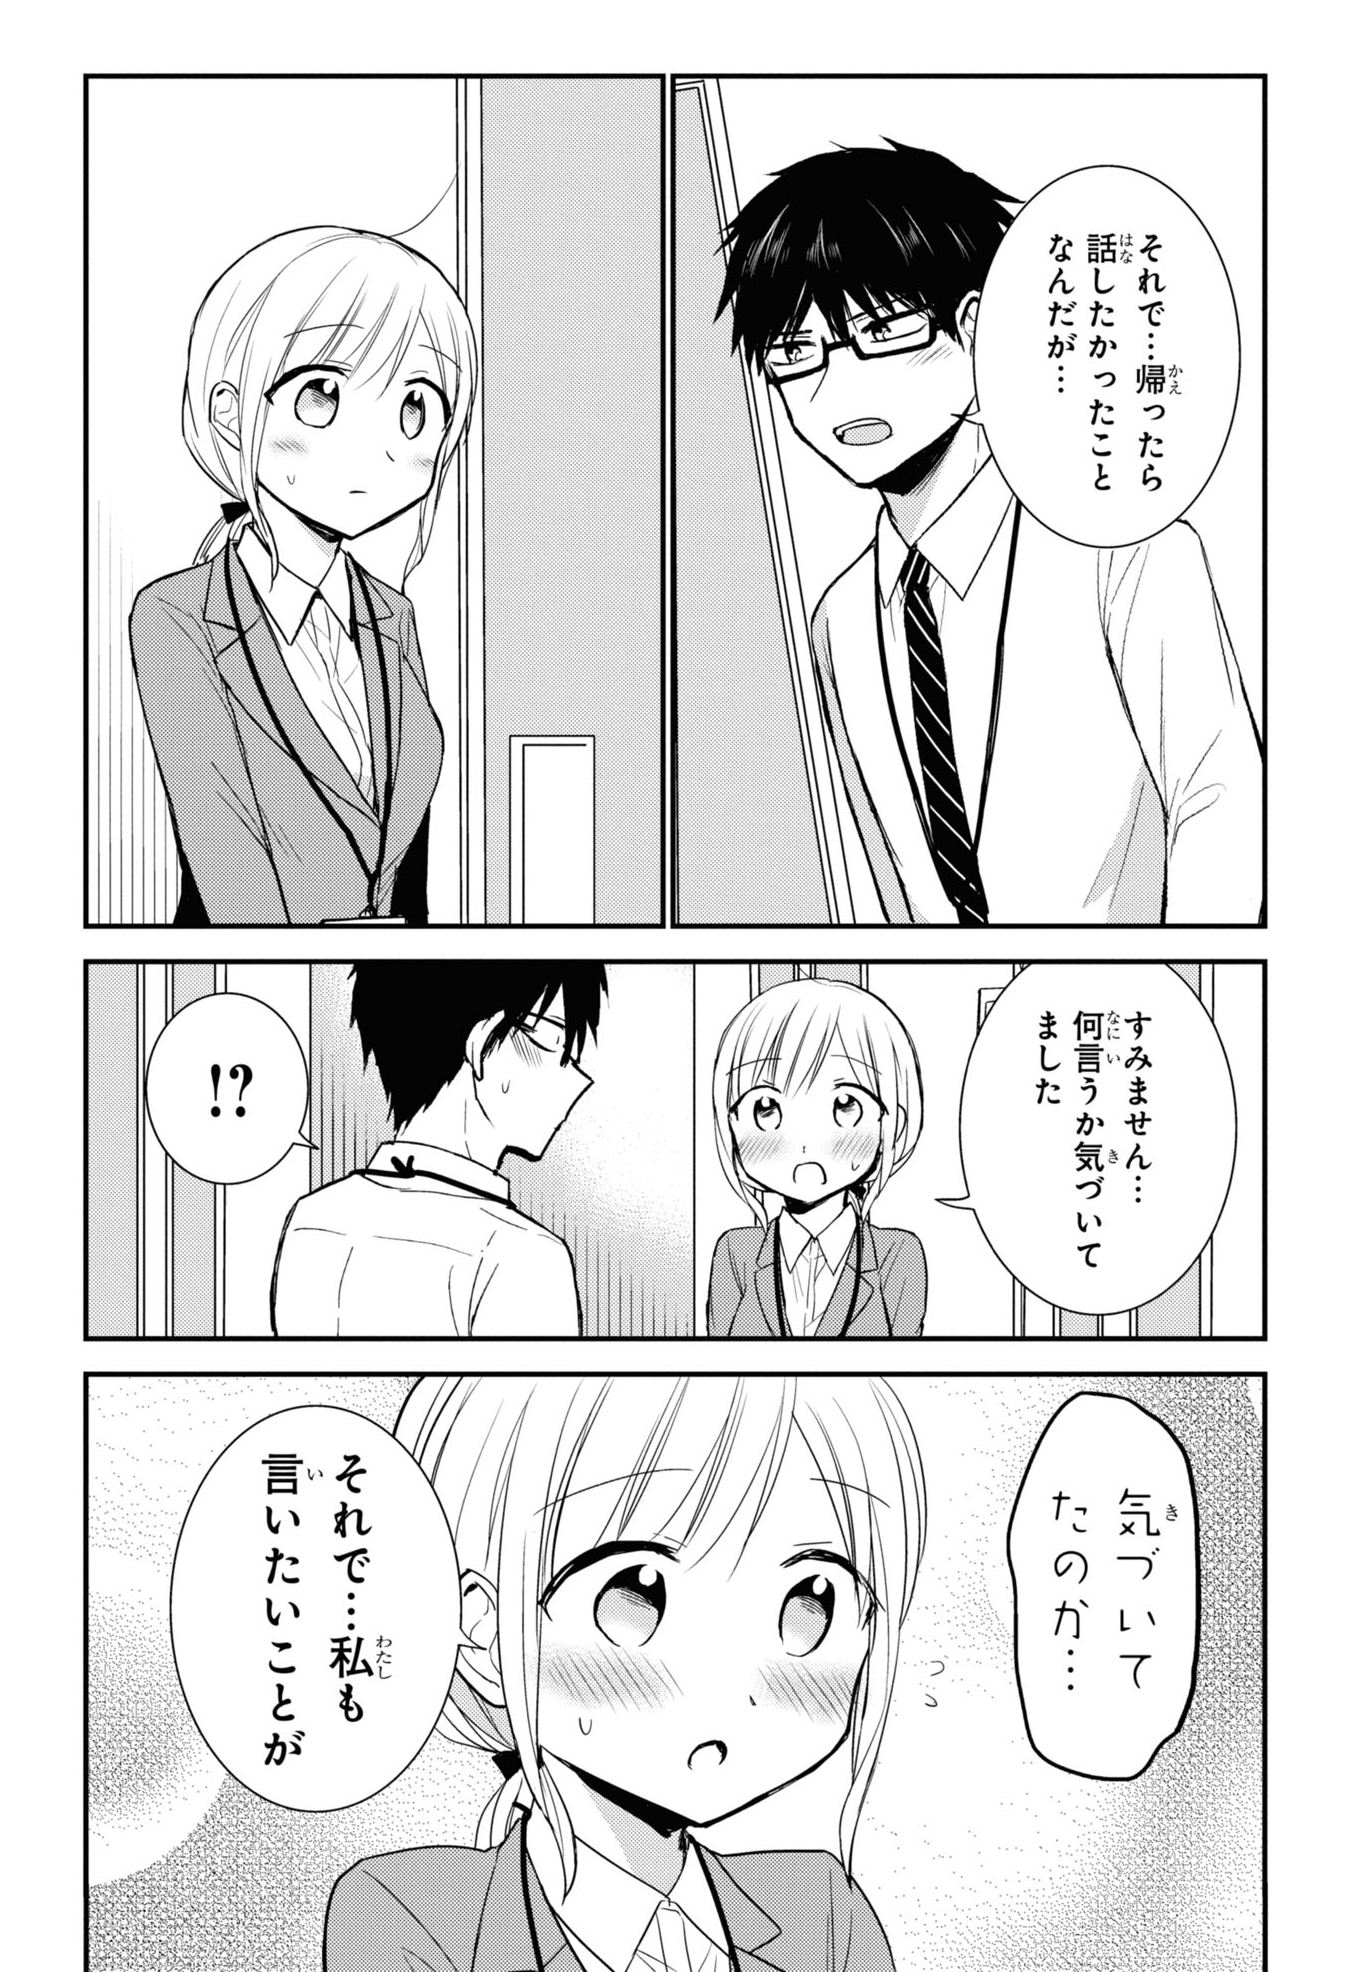 それで…帰ったら
話したかったこと
なんだが…
すみません…
何言うか気づいて
ました
!?
気づいて
たのか…
それで…私も
言いたいことが